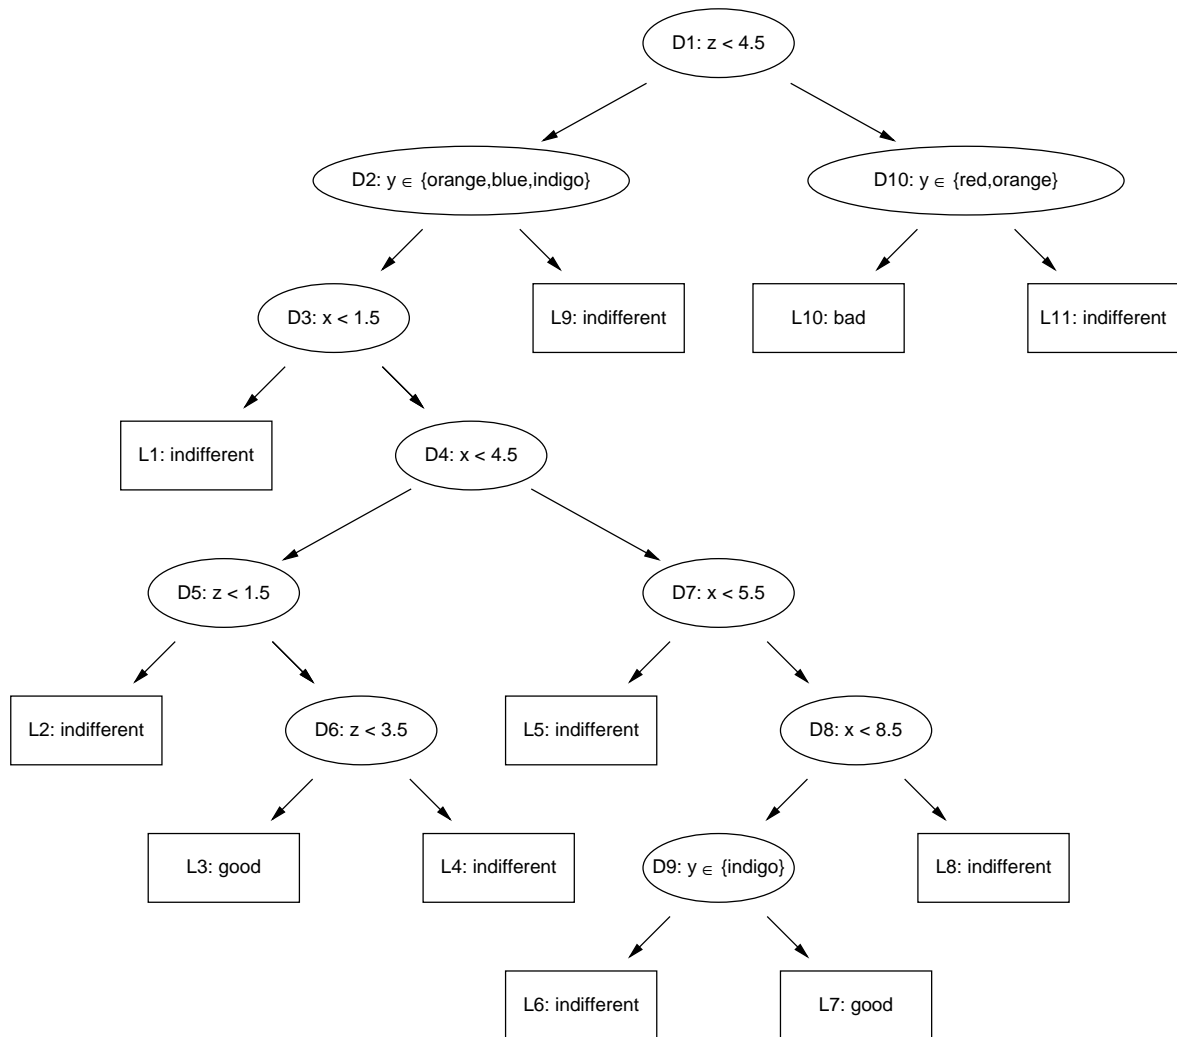 D1: z < 4.5
D2: y ∈ {orange,blue,indigo}
D10: y ∈ {red,orange}
D3: x < 1.5
L9: indifferent
L10: bad
L11: indifferent
L1: indifferent
D4: x < 4.5
D5: z < 1.5
D7: x < 5.5
L2: indifferent
D6: z < 3.5
L5: indifferent
D8: x < 8.5
L3: good
L4: indifferent
D9: y ∈ {indigo}
L8: indifferent
L6: indifferent
L7: good